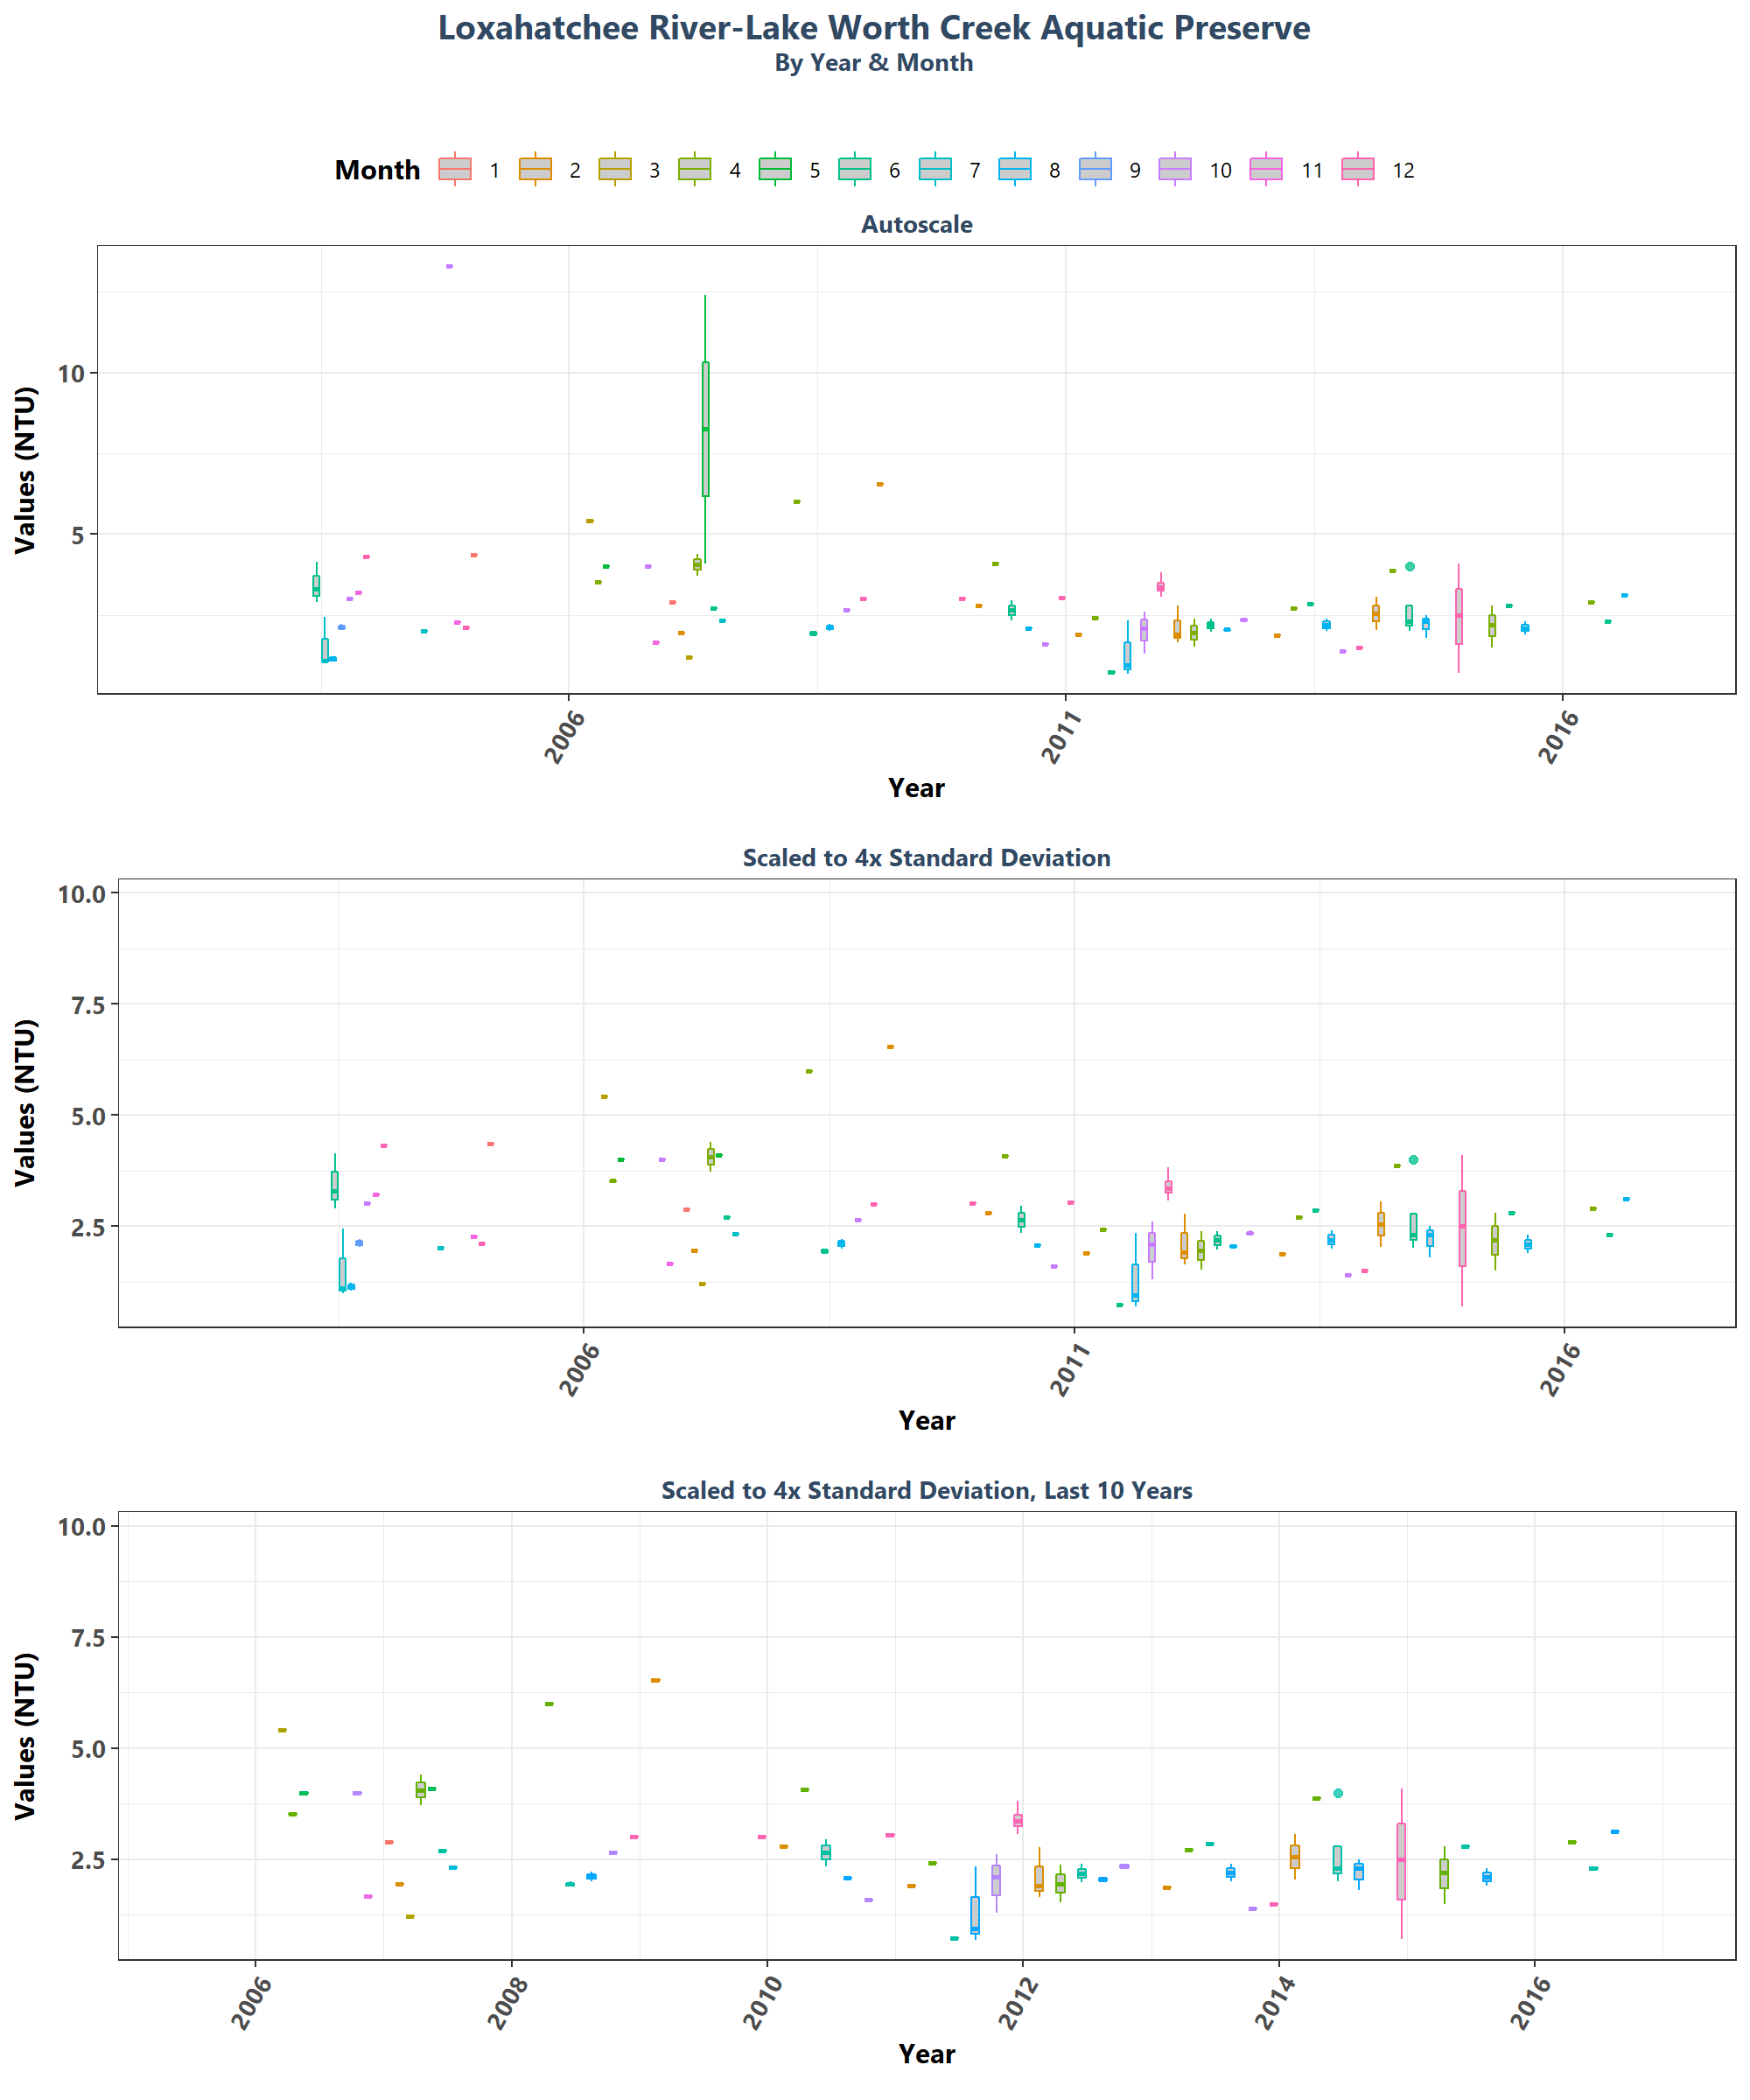 Loxahatchee River-Lake Worth Creek Aquatic Preserve
By Year & Month
Month 1 2 3 4 5 6 7 8 9 10 11 12
Autoscale
Values (NTU)
10
5
2006 2011 2016
Year
Scaled to 4x Standard Deviation
Values (NTU)
10.0
7.5
5.0
2.5
2006 2011 2016
Year
Scaled to 4x Standard Deviation, Last 10 Years
Values (NTU)
10.0
7.5
5.0
2.5
2006 2008 2010 2012 2014 2016
Year